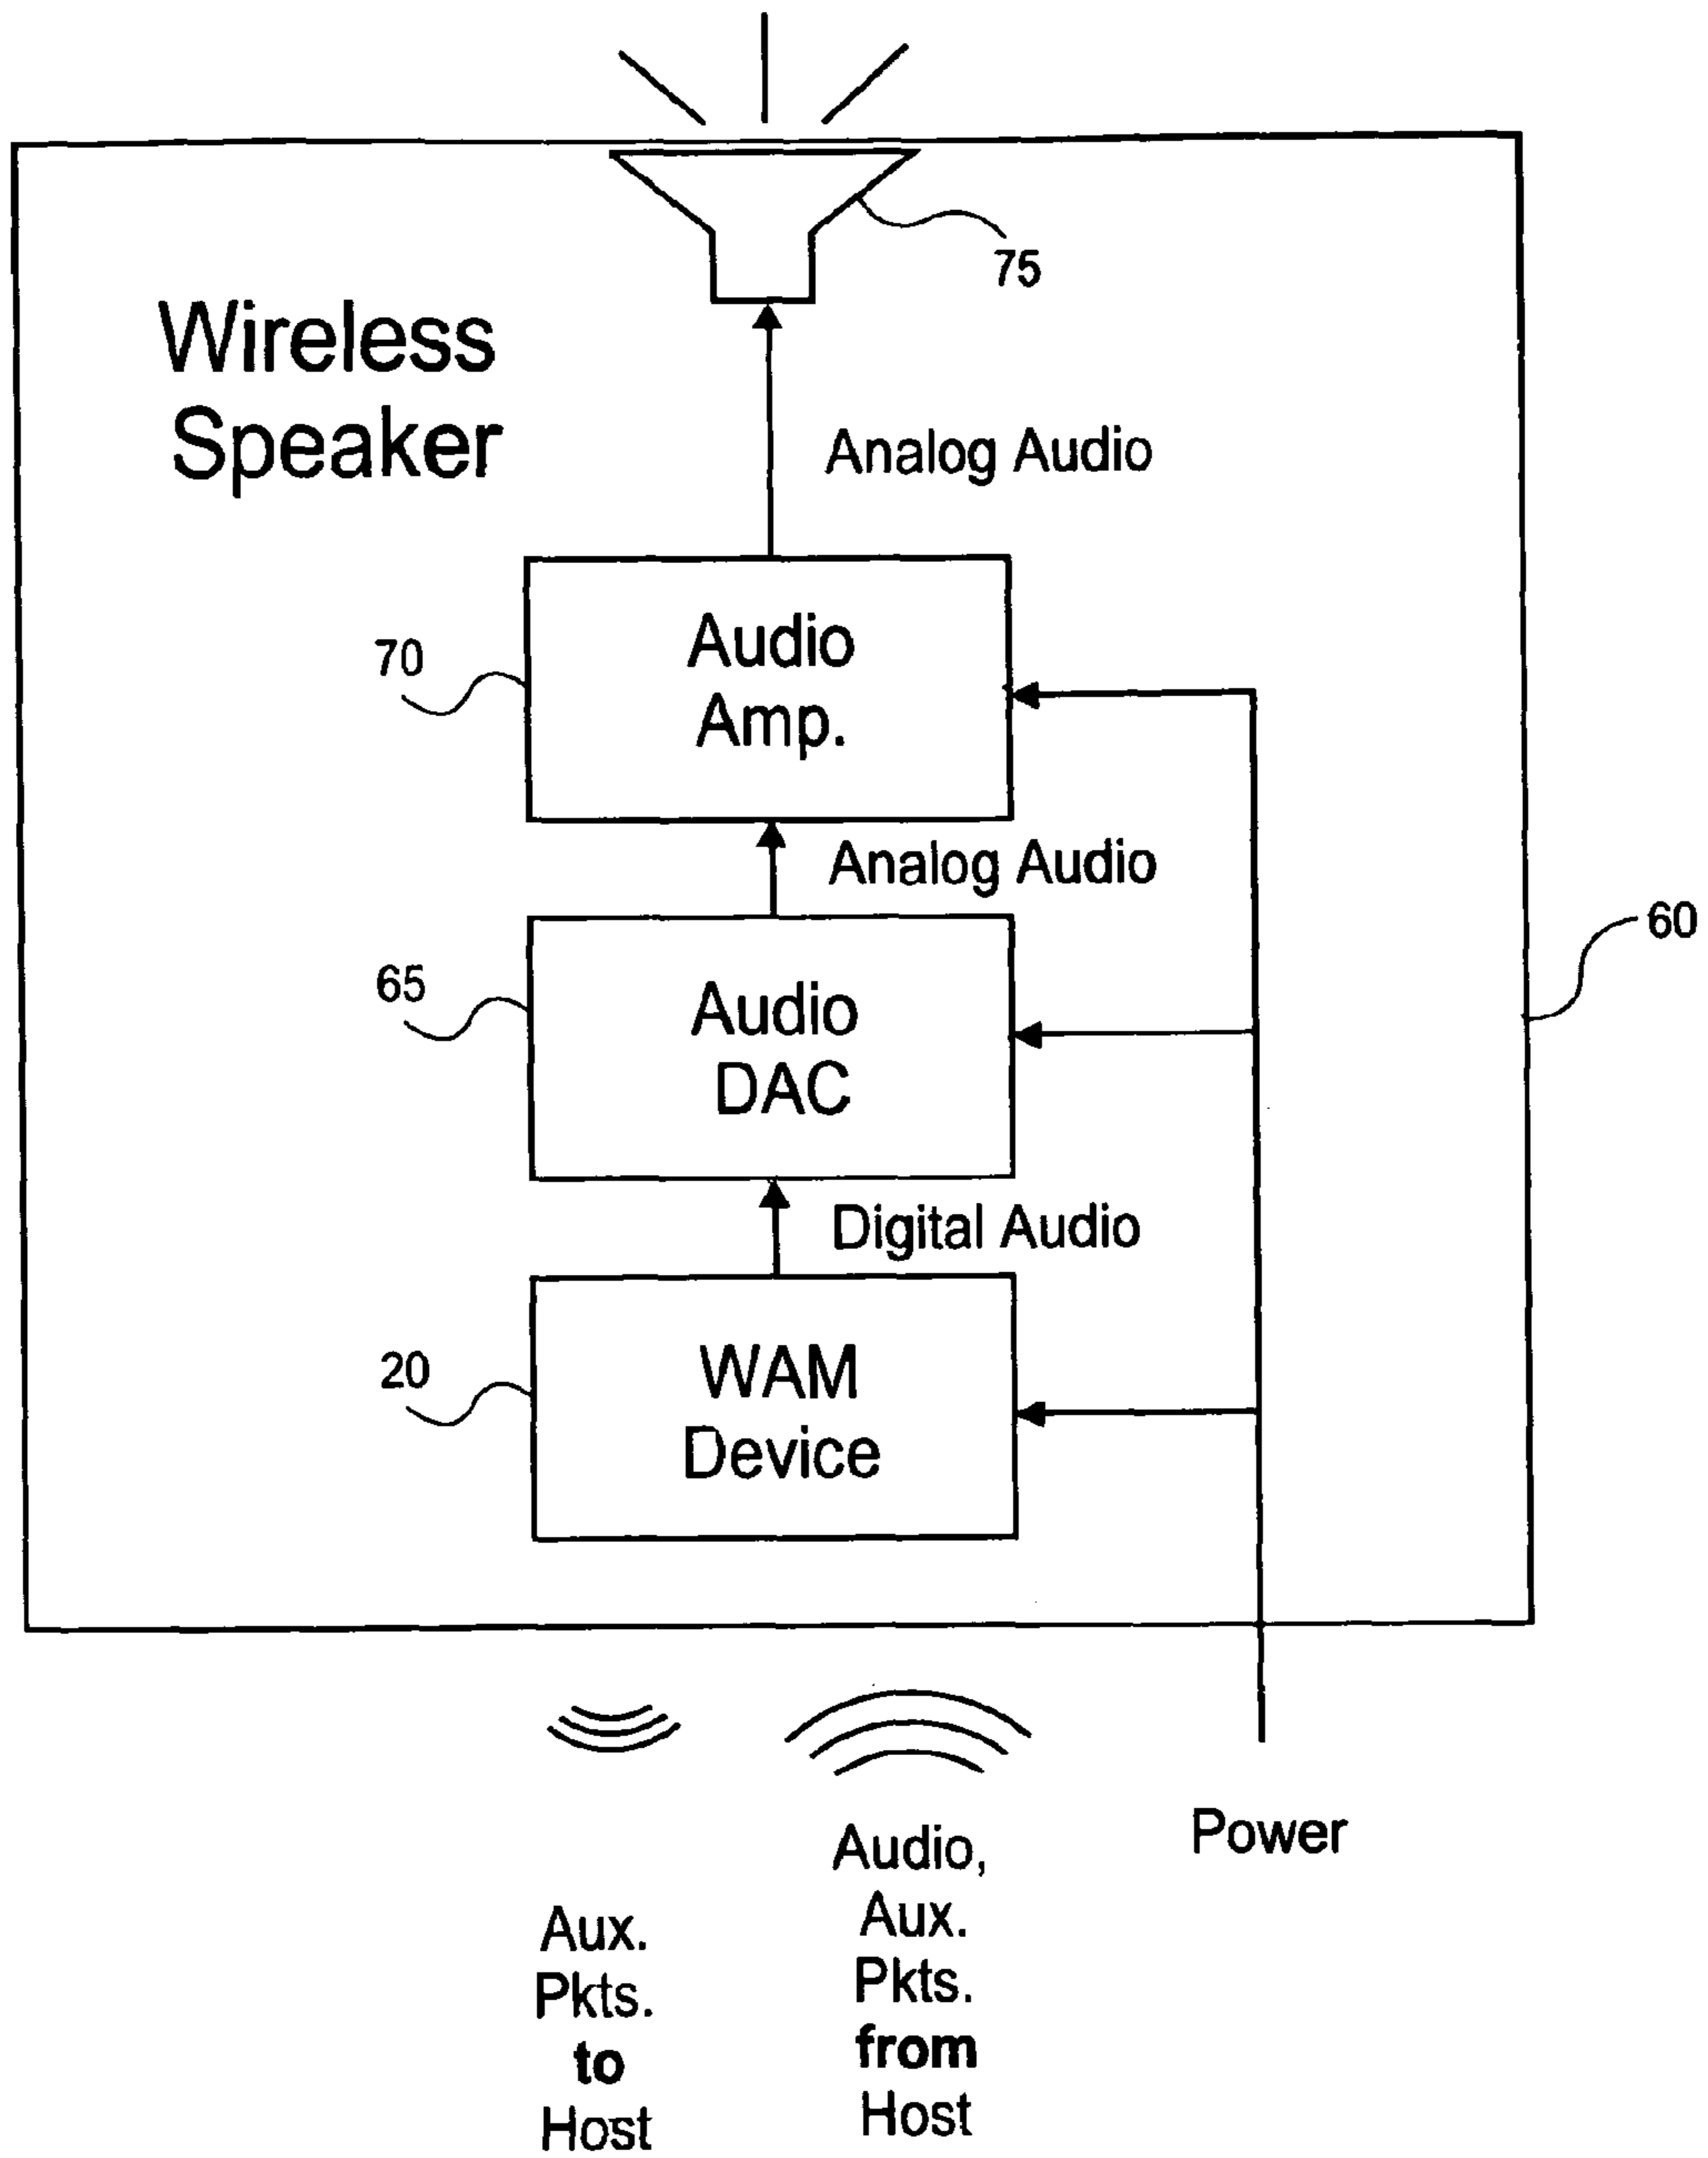 75
Wireless
Speaker
Analog Audio
70
Audio
Amp.
Analog Audio
60
65
Audio
DAC
Digital Audio
20
WAM
Device
Power
Aux.
Pkts.
to
Host
Audio,
Aux.
Pkts.
from
Host